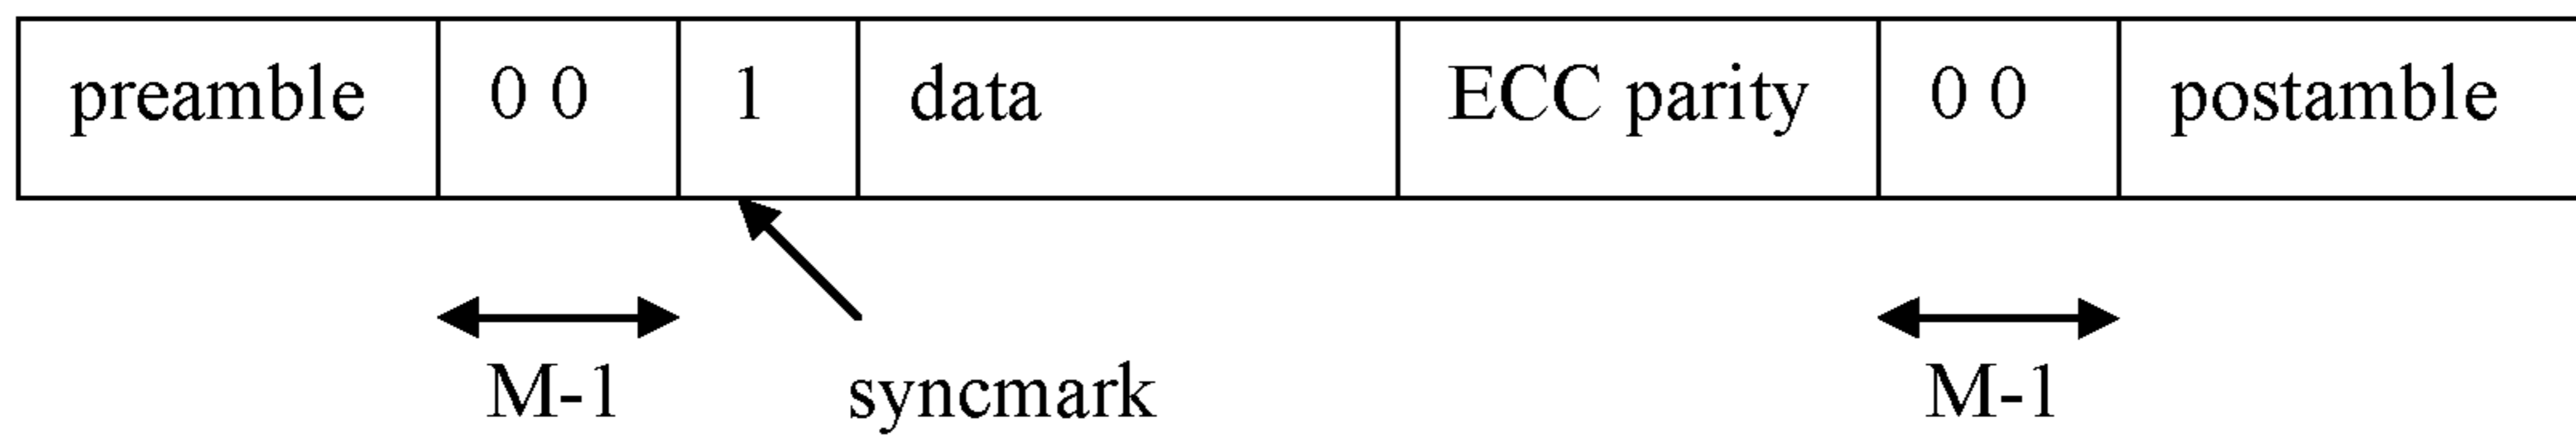 preamble 0 0 1 data ECC parity 0 0 postamble
M-1 syncmark M-1